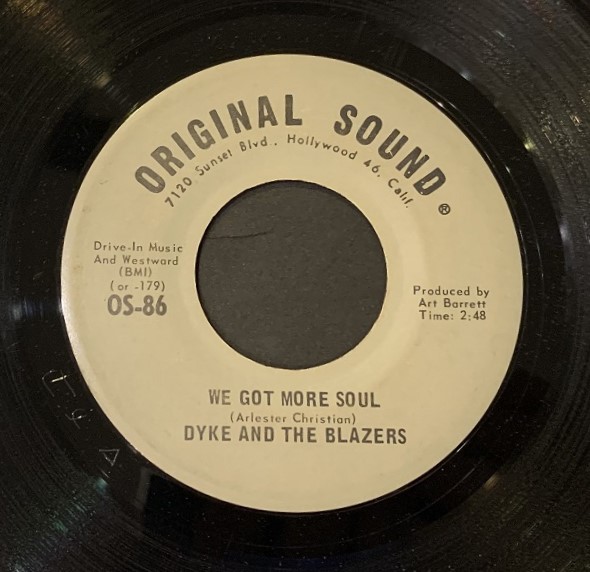 ORIGINAL SOUND ®
7120 Sunset Blvd., Hollywood 46, Calif.
Drive-In Music
And Westward
(BMI)
(or -179)
OS-86
Produced by
Art Barrett
Time: 2:48
WE GOT MORE SOUL
(Arlester Christian)
DYKE AND THE BLAZERS